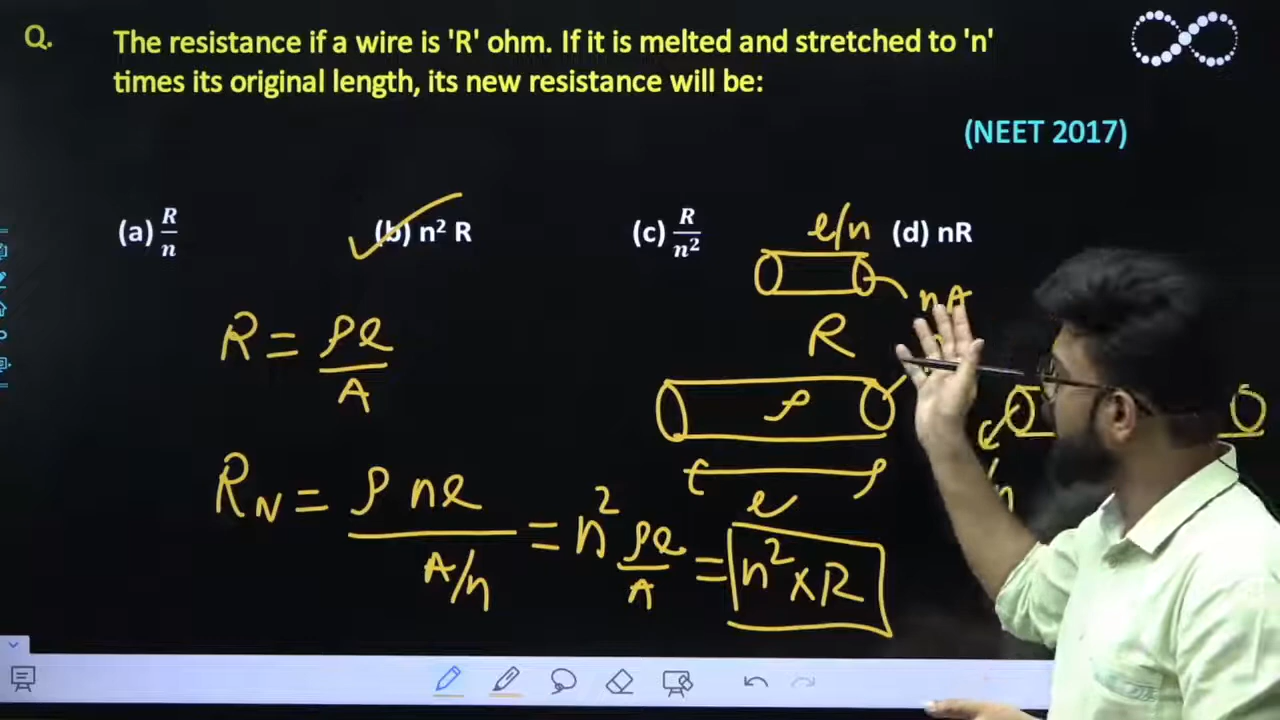 Q. The resistance if a wire is 'R' ohm. If it is melted and stretched to 'n'
times its original length, its new resistance will be:
(NEET 2017)
(a) R/n (b) n² R (c) R/n² (d) nR
l/n
nA
R
R = ρl/A
ρ
l
R_N = ρ nl / A/n = n² ρl/A = n² × R